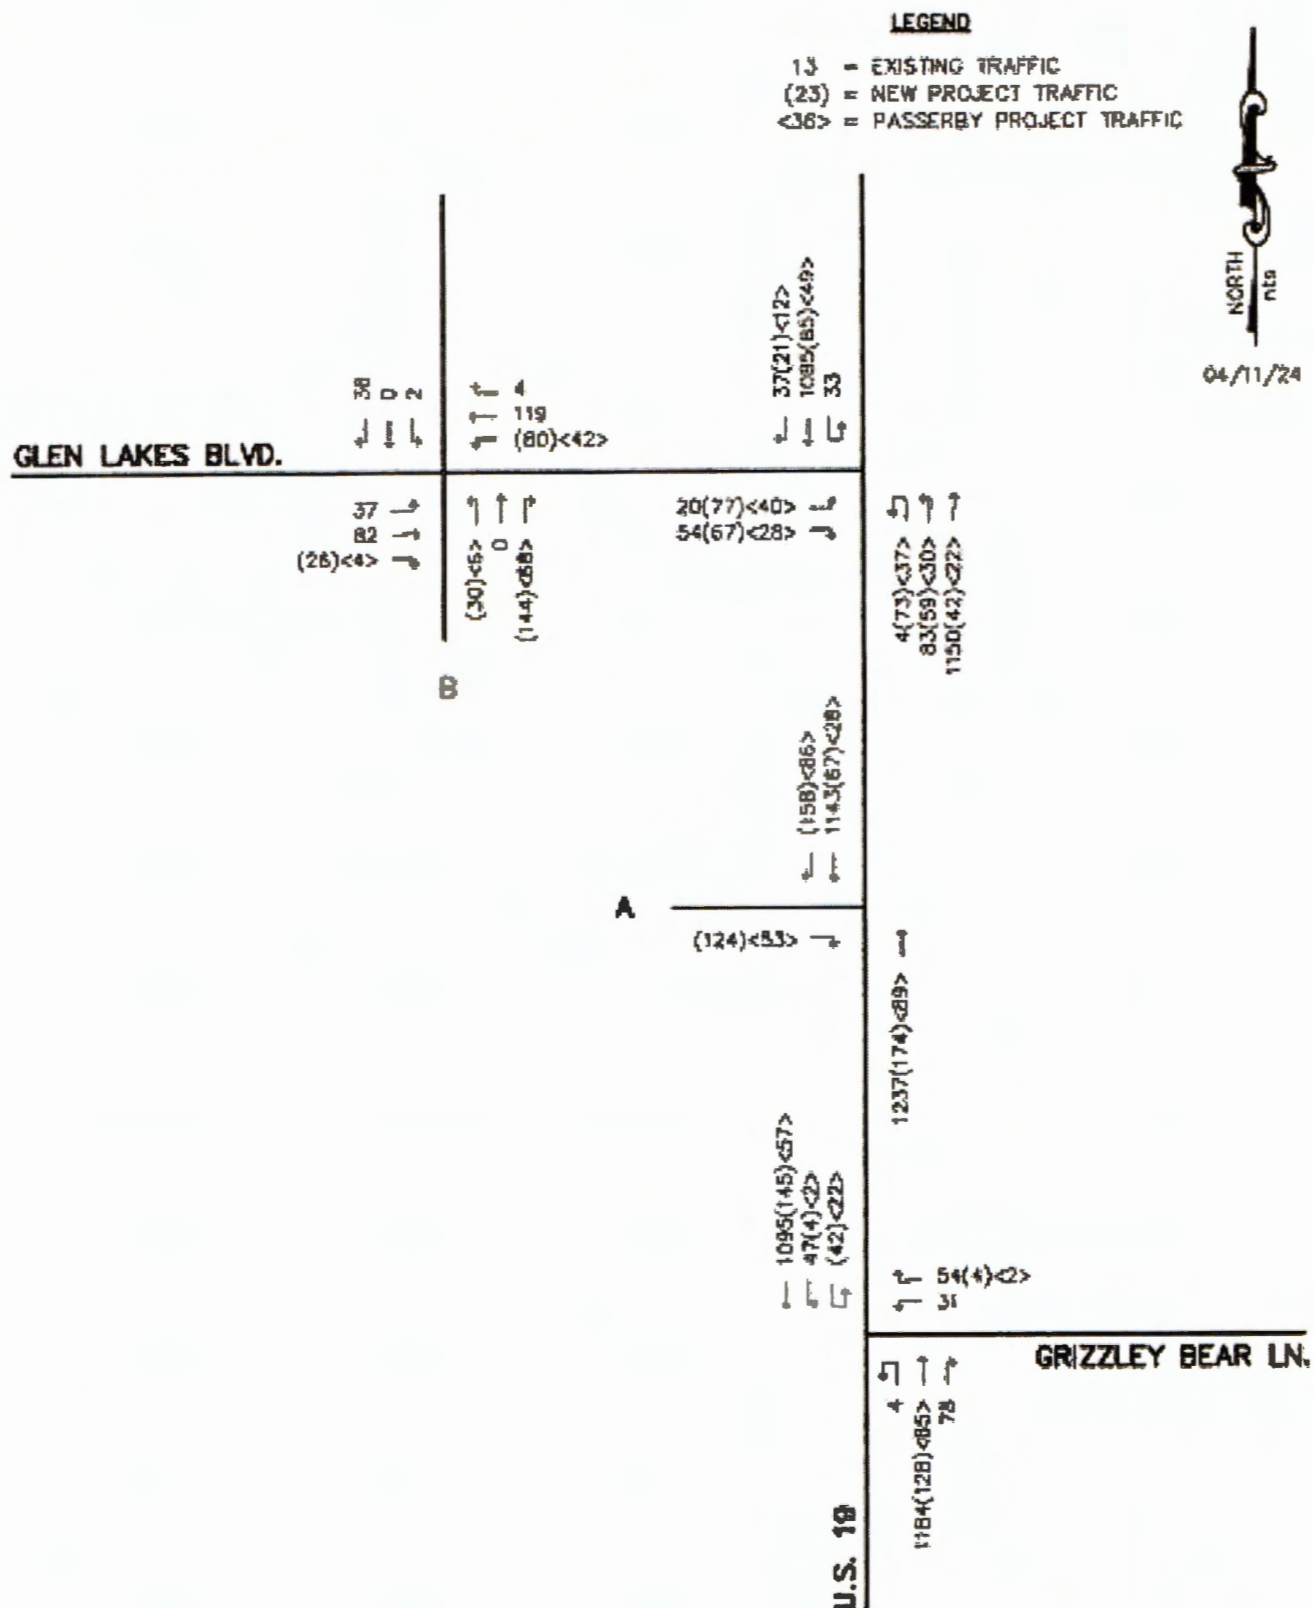 LEGEND
13 = EXISTING TRAFFIC
(23) = NEW PROJECT TRAFFIC
<36> = PASSERBY PROJECT TRAFFIC
NORTH
nts
04/11/24
38
0
2
4
119
(80)<42>
37(21)<12>
1085(85)<49>
33
GLEN LAKES BLVD.
37
82
(26)<4>
(30)<6>
0
20(77)<40>
54(67)<28>
4(73)<37>
83(59)<30>
1150(42)<22>
B
(158)<86>
1143(67)<28>
A
(124)<53>
1237(174)<89>
1095(145)<57>
47(4)<2>
(42)<22>
54(4)<2>
31
GRIZZLEY BEAR LN.
4
1184(128)<85>
78
U.S. 19